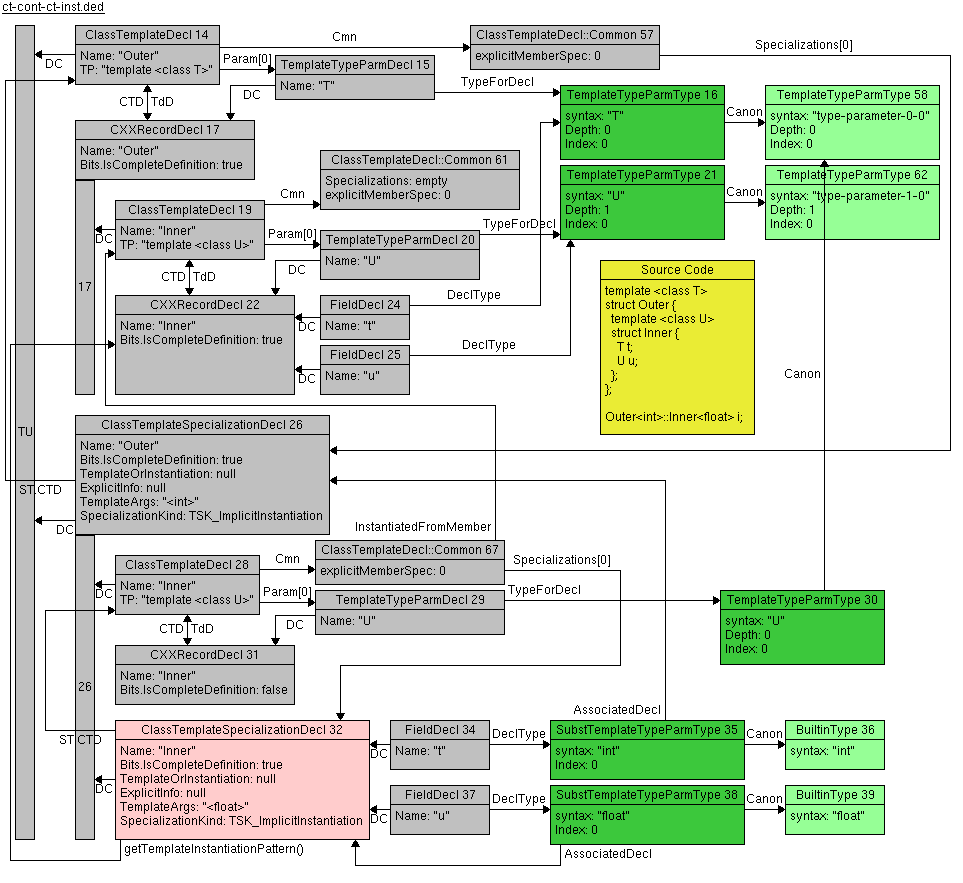 ct-cont-ct-inst.ded
ClassTemplateDecl 14
Name: "Outer"
TP: "template <class T>"
DC
Cmn
ClassTemplateDecl::Common 57
explicitMemberSpec: 0
Specializations[0]
Param[0]
TemplateTypeParmDecl 15
Name: "T"
TypeForDecl
DC
CTD
TdD
TemplateTypeParmType 16
syntax: "T"
Depth: 0
Index: 0
Canon
TemplateTypeParmType 58
syntax: "type-parameter-0-0"
Depth: 0
Index: 0
CXXRecordDecl 17
Name: "Outer"
Bits.IsCompleteDefinition: true
ClassTemplateDecl::Common 61
Specializations: empty
explicitMemberSpec: 0
Cmn
TemplateTypeParmType 21
syntax: "U"
Depth: 1
Index: 0
Canon
TemplateTypeParmType 62
syntax: "type-parameter-1-0"
Depth: 1
Index: 0
ClassTemplateDecl 19
Name: "Inner"
TP: "template <class U>"
DC
Param[0]
TemplateTypeParmDecl 20
Name: "U"
TypeForDecl
DC
CTD
TdD
17
CXXRecordDecl 22
Name: "Inner"
Bits.IsCompleteDefinition: true
FieldDecl 24
Name: "t"
DC
DeclType
FieldDecl 25
Name: "u"
DC
DeclType
Source Code
template <class T>
struct Outer {
template <class U>
struct Inner {
T t;
U u;
};
};
Outer<int>::Inner<float> i;
Canon
TU
ClassTemplateSpecializationDecl 26
Name: "Outer"
Bits.IsCompleteDefinition: true
TemplateOrInstantiation: null
ExplicitInfo: null
TemplateArgs: "<int>"
SpecializationKind: TSK_ImplicitInstantiation
ST.CTD
DC
InstantiatedFromMember
ClassTemplateDecl 28
Name: "Inner"
TP: "template <class U>"
DC
Cmn
ClassTemplateDecl::Common 67
explicitMemberSpec: 0
Specializations[0]
Param[0]
TemplateTypeParmDecl 29
Name: "U"
TypeForDecl
DC
CTD
TdD
TemplateTypeParmType 30
syntax: "U"
Depth: 0
Index: 0
CXXRecordDecl 31
Name: "Inner"
Bits.IsCompleteDefinition: false
26
ClassTemplateSpecializationDecl 32
Name: "Inner"
Bits.IsCompleteDefinition: true
TemplateOrInstantiation: null
ExplicitInfo: null
TemplateArgs: "<float>"
SpecializationKind: TSK_ImplicitInstantiation
ST.CTD
DC
FieldDecl 34
Name: "t"
DC
DeclType
AssociatedDecl
SubstTemplateTypeParmType 35
syntax: "int"
Index: 0
Canon
BuiltinType 36
syntax: "int"
FieldDecl 37
Name: "u"
DC
DeclType
SubstTemplateTypeParmType 38
syntax: "float"
Index: 0
Canon
BuiltinType 39
syntax: "float"
getTemplateInstantiationPattern()
AssociatedDecl